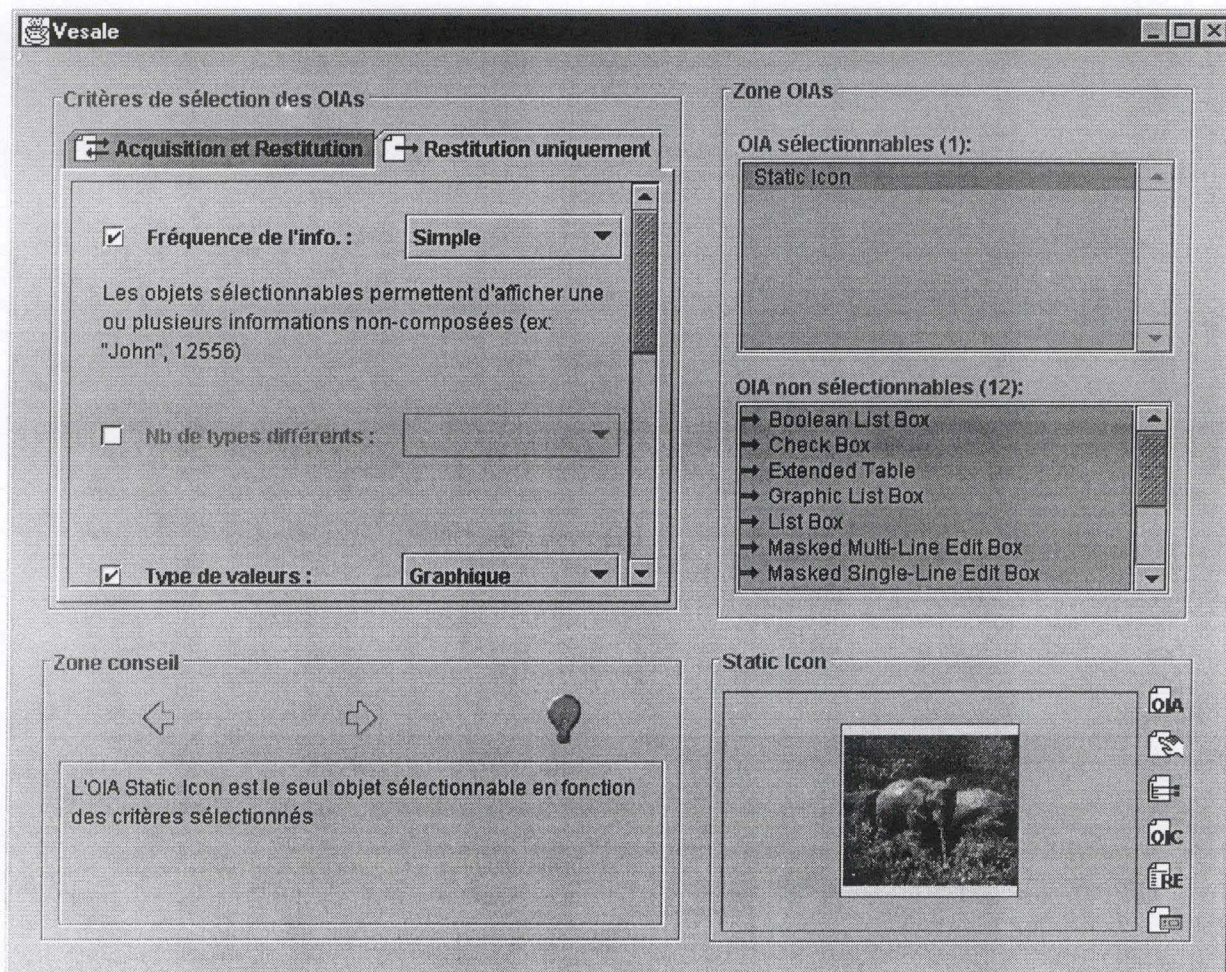 Vesale
Critères de sélection des OIAs
Acquisition et Restitution
Restitution uniquement
Fréquence de l'info. :
Simple
Les objets sélectionnables permettent d'afficher une
ou plusieurs informations non-composées (ex:
"John", 12556)
Nb de types différents :
Type de valeurs :
Graphique
Zone OIAs
OIA sélectionnables (1):
Static Icon
OIA non sélectionnables (12):
Boolean List Box
Check Box
Extended Table
Graphic List Box
List Box
Masked Multi-Line Edit Box
Masked Single-Line Edit Box
Zone conseil
L'OIA Static Icon est le seul objet sélectionnable en fonction
des critères sélectionnés
Static Icon
OIA
OIC
RE